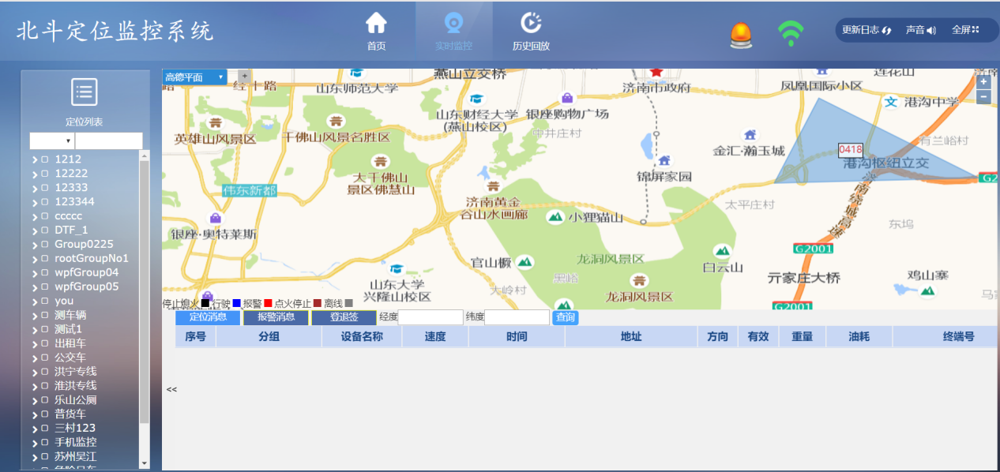 北斗定位监控系统
首页
实时监控
历史回放
更新日志
声音
全屏
定位列表
1212
12222
12333
123344
ccccc
DTF_1
Group0225
rootGroupNo1
wpfGroup04
wpfGroup05
you
测车辆
测试1
出租车
公交车
洪宁专线
淮洪专线
乐山公厕
普货车
三村123
手机监控
苏州吴江
高德平面
+
+
−
经十路
山东师范大学
燕山立交桥
济南市政府
凤凰国际小区
莲花山
济南
山东财经大学
(燕山校区)
银座购物广场
港沟中学
英雄山风景区
千佛山风景名胜区
中井庄村
金汇·瀚玉城
有兰峪村
0418
港沟枢纽立交
大千佛山
景区佛慧山
锦屏家园
G2
伟东新都
济南黄金
谷山水画廊
小狸猫山
太平庄村
济南绕城高速
东坞
银座·奥特莱斯
G2001
官山橛
龙洞风景区
白云山
黑峪
亓家庄大桥
鸡山寨
山东大学
兴隆山校区
大岭村
龙洞风景区
G2001
停止熄火 行驶 报警 点火停止 离线
定位消息
报警消息
登退签
经度
纬度
查询
序号 分组 设备名称 速度 时间 地址 方向 有效 重量 油耗 终端号
<<